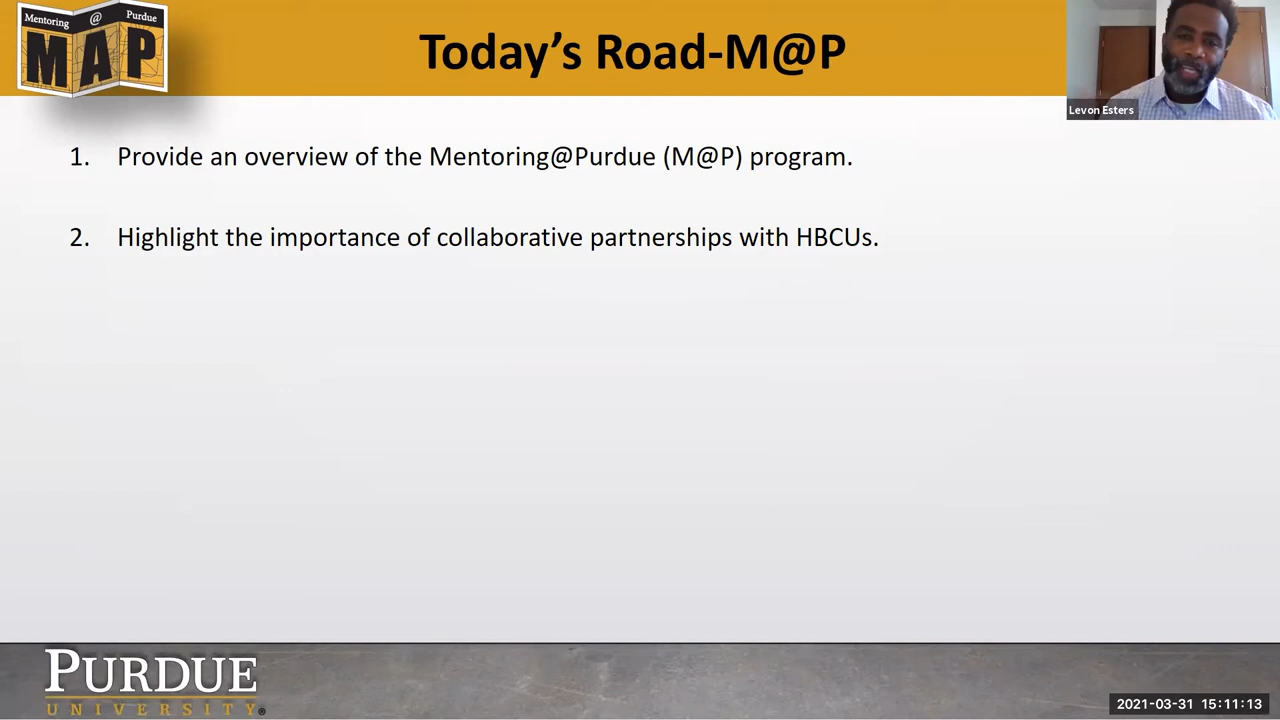 Mentoring @ Purdue
MAP
Today's Road-M@P
Levon Esters
1. Provide an overview of the Mentoring@Purdue (M@P) program.
2. Highlight the importance of collaborative partnerships with HBCUs.
PURDUE
UNIVERSITY®
2021-03-31 15:11:13